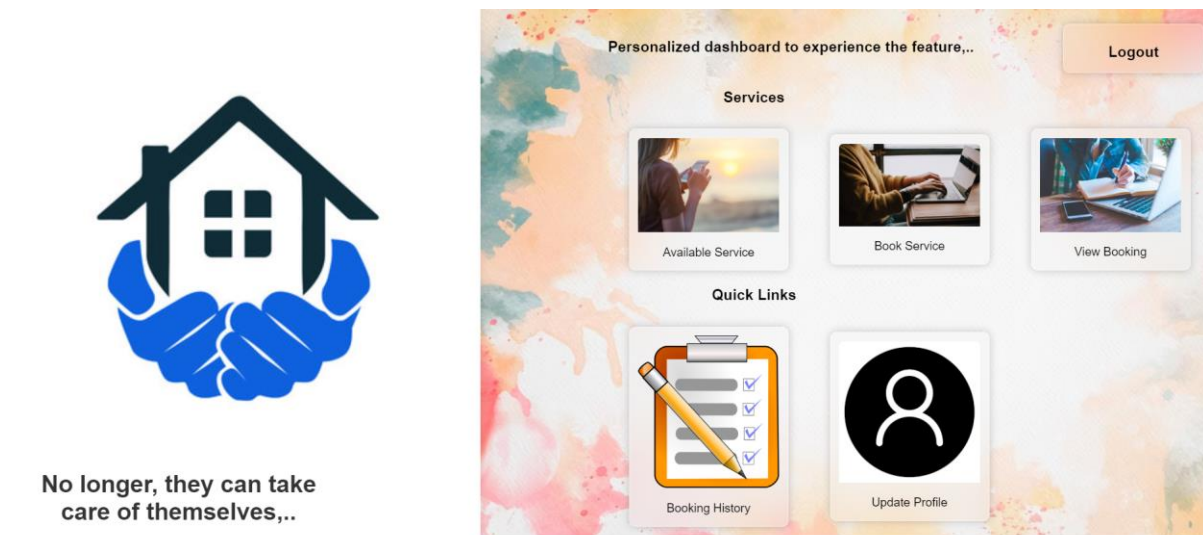 No longer, they can take
care of themselves,..
Personalized dashboard to experience the feature,..
Logout
Services
Available Service
Book Service
View Booking
Quick Links
Booking History
Update Profile